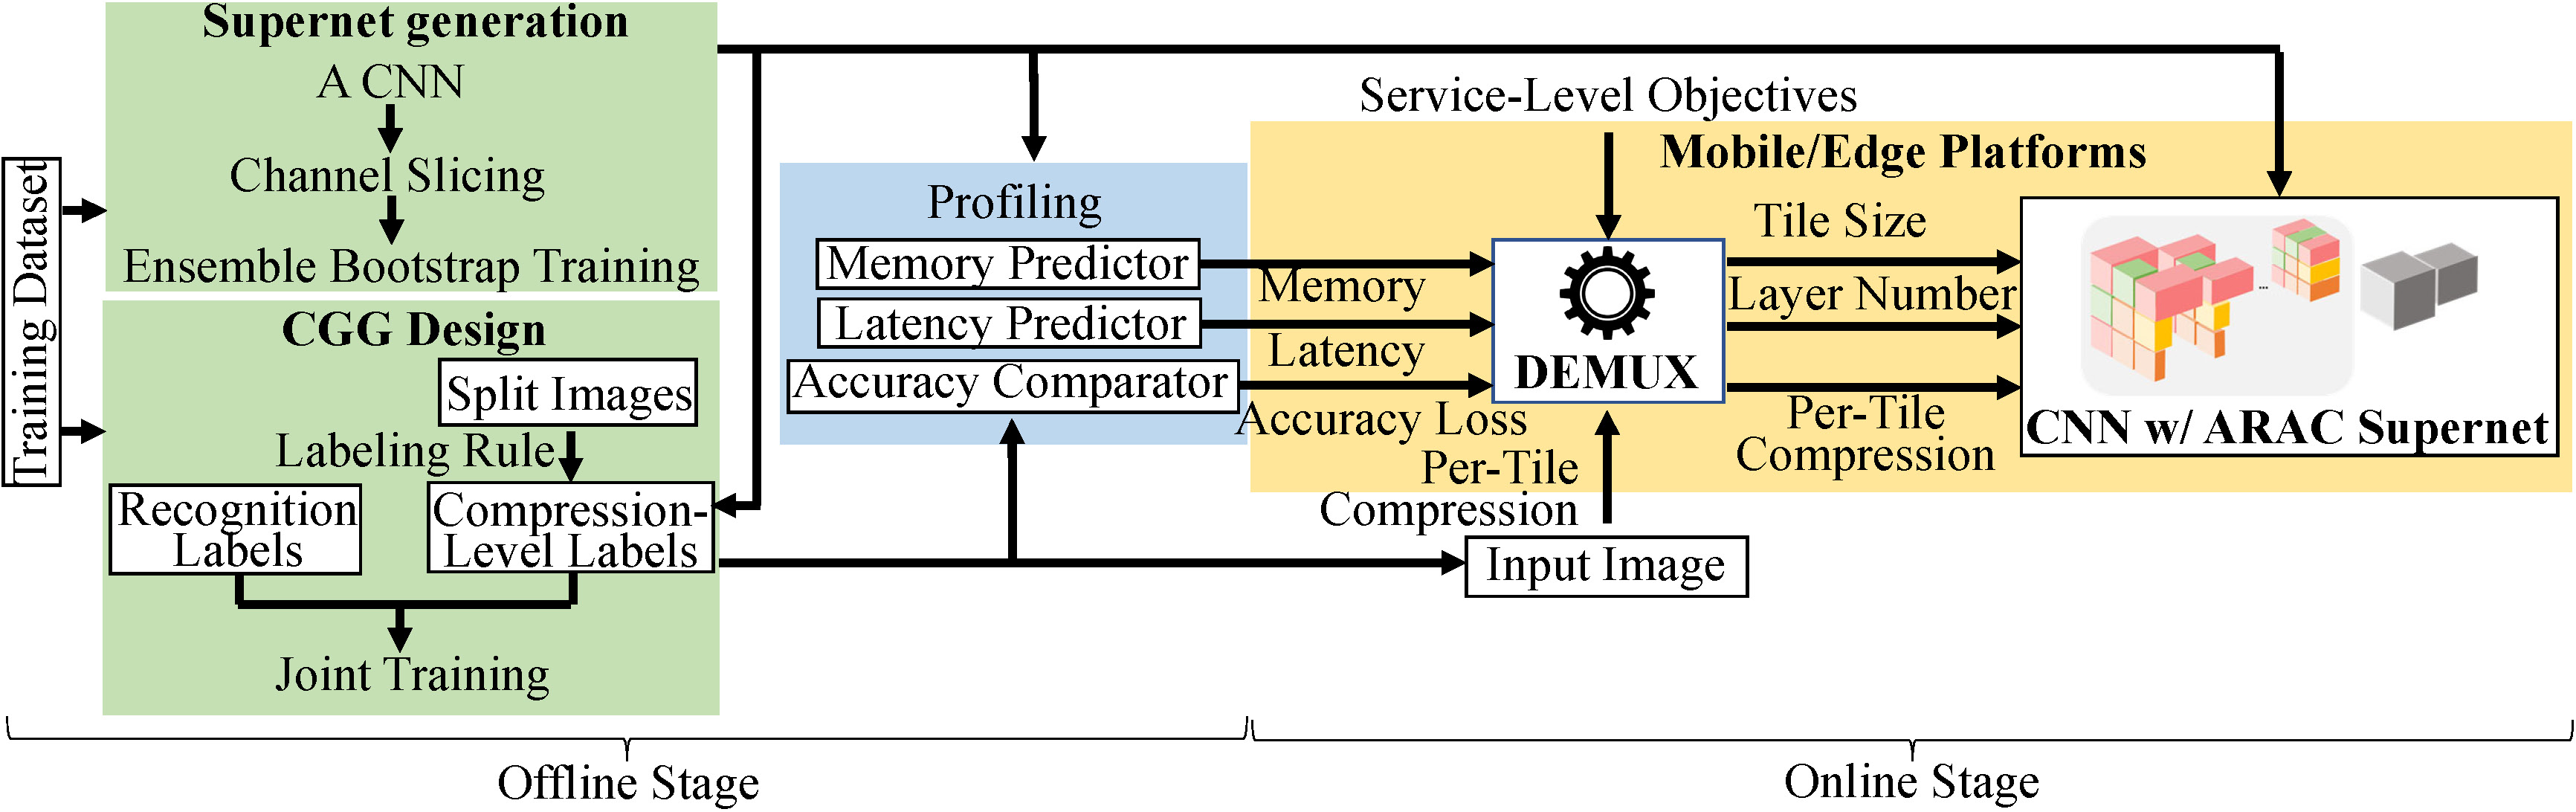 Training Dataset
Supernet generation
A CNN
Channel Slicing
Ensemble Bootstrap Training
CGG Design
Split Images
Labeling Rule
Recognition
Labels
Compression-
Level Labels
Joint Training
Profiling
Memory Predictor
Latency Predictor
Accuracy Comparator
Service-Level Objectives
Mobile/Edge Platforms
Memory
Latency
Accuracy Loss
DEMUX
Per-Tile
Compression
Input Image
Tile Size
Layer Number
Per-Tile
Compression
...
CNN w/ ARAC Supernet
Offline Stage
Online Stage